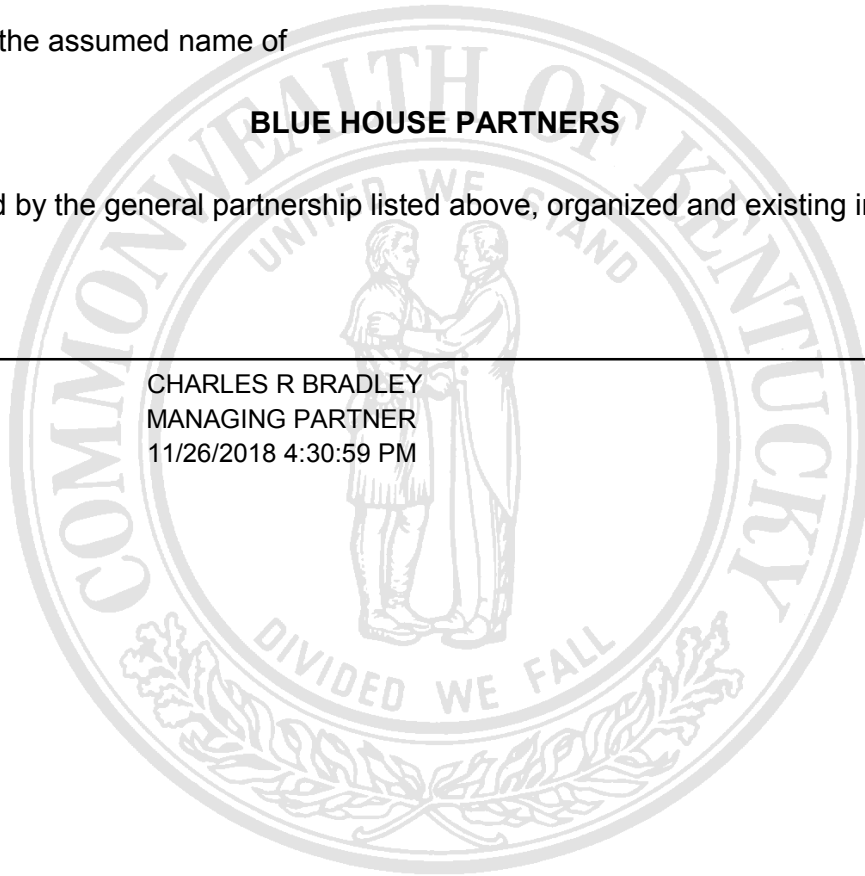 the assumed name of
BLUE HOUSE PARTNERS
by the general partnership listed above, organized and existing
CHARLES R BRADLEY
MANAGING PARTNER
11/26/2018 4:30:59 PM
COMMONWEALTH OF KENTUCKY
UNITED WE STAND
DIVIDED WE FALL